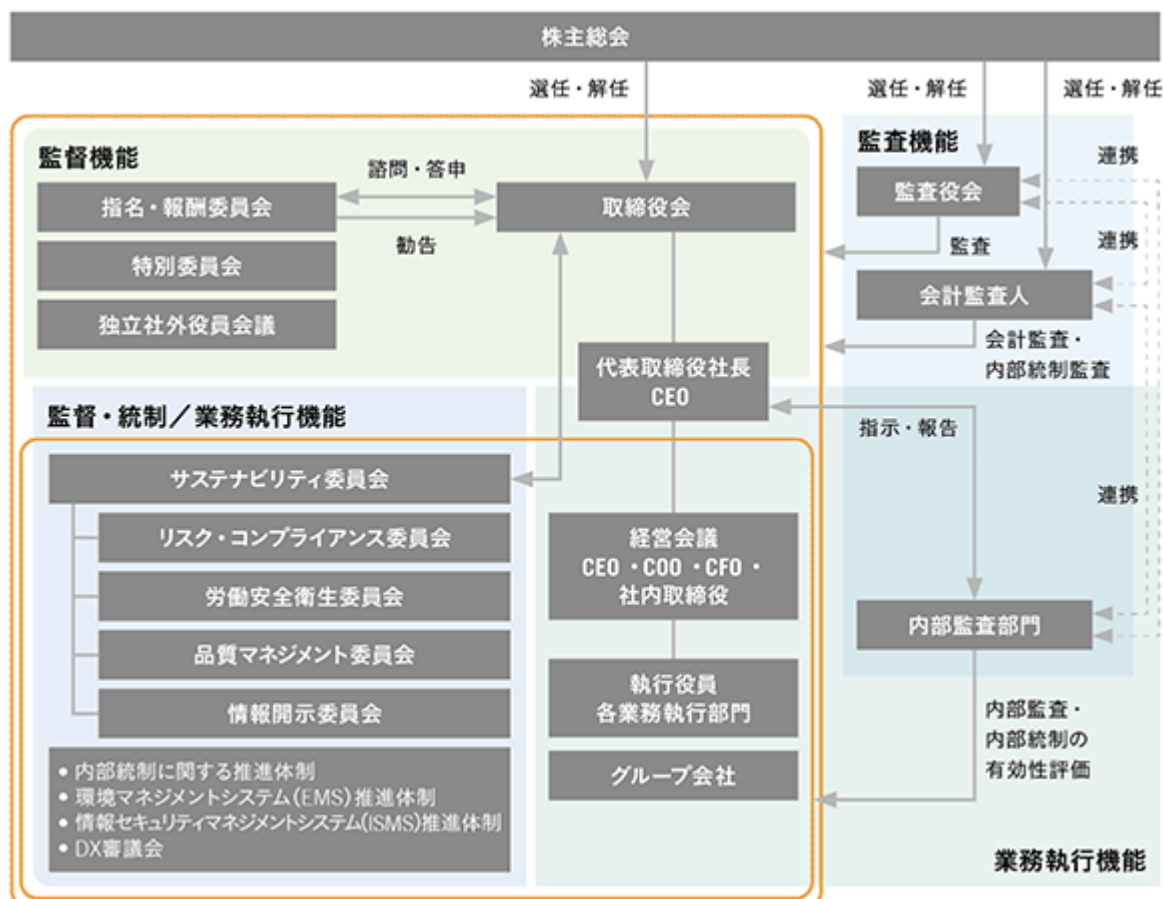 株主総会
選任・解任
選任・解任
選任・解任
監督機能
諮問・答申
指名・報酬委員会
取締役会
勧告
特別委員会
独立社外役員会議
監査機能
連携
監査役会
監査
連携
会計監査人
会計監査・
内部統制監査
代表取締役社長
CEO
監督・統制/業務執行機能
指示・報告
サステナビリティ委員会
リスク・コンプライアンス委員会
労働安全衛生委員会
品質マネジメント委員会
情報開示委員会
• 内部統制に関する推進体制
• 環境マネジメントシステム(EMS)推進体制
• 情報セキュリティマネジメントシステム(ISMS)推進体制
• DX審議会
経営会議
CEO・COO・CFO・
社内取締役
執行役員
各業務執行部門
グループ会社
連携
内部監査部門
内部監査・
内部統制の
有効性評価
業務執行機能